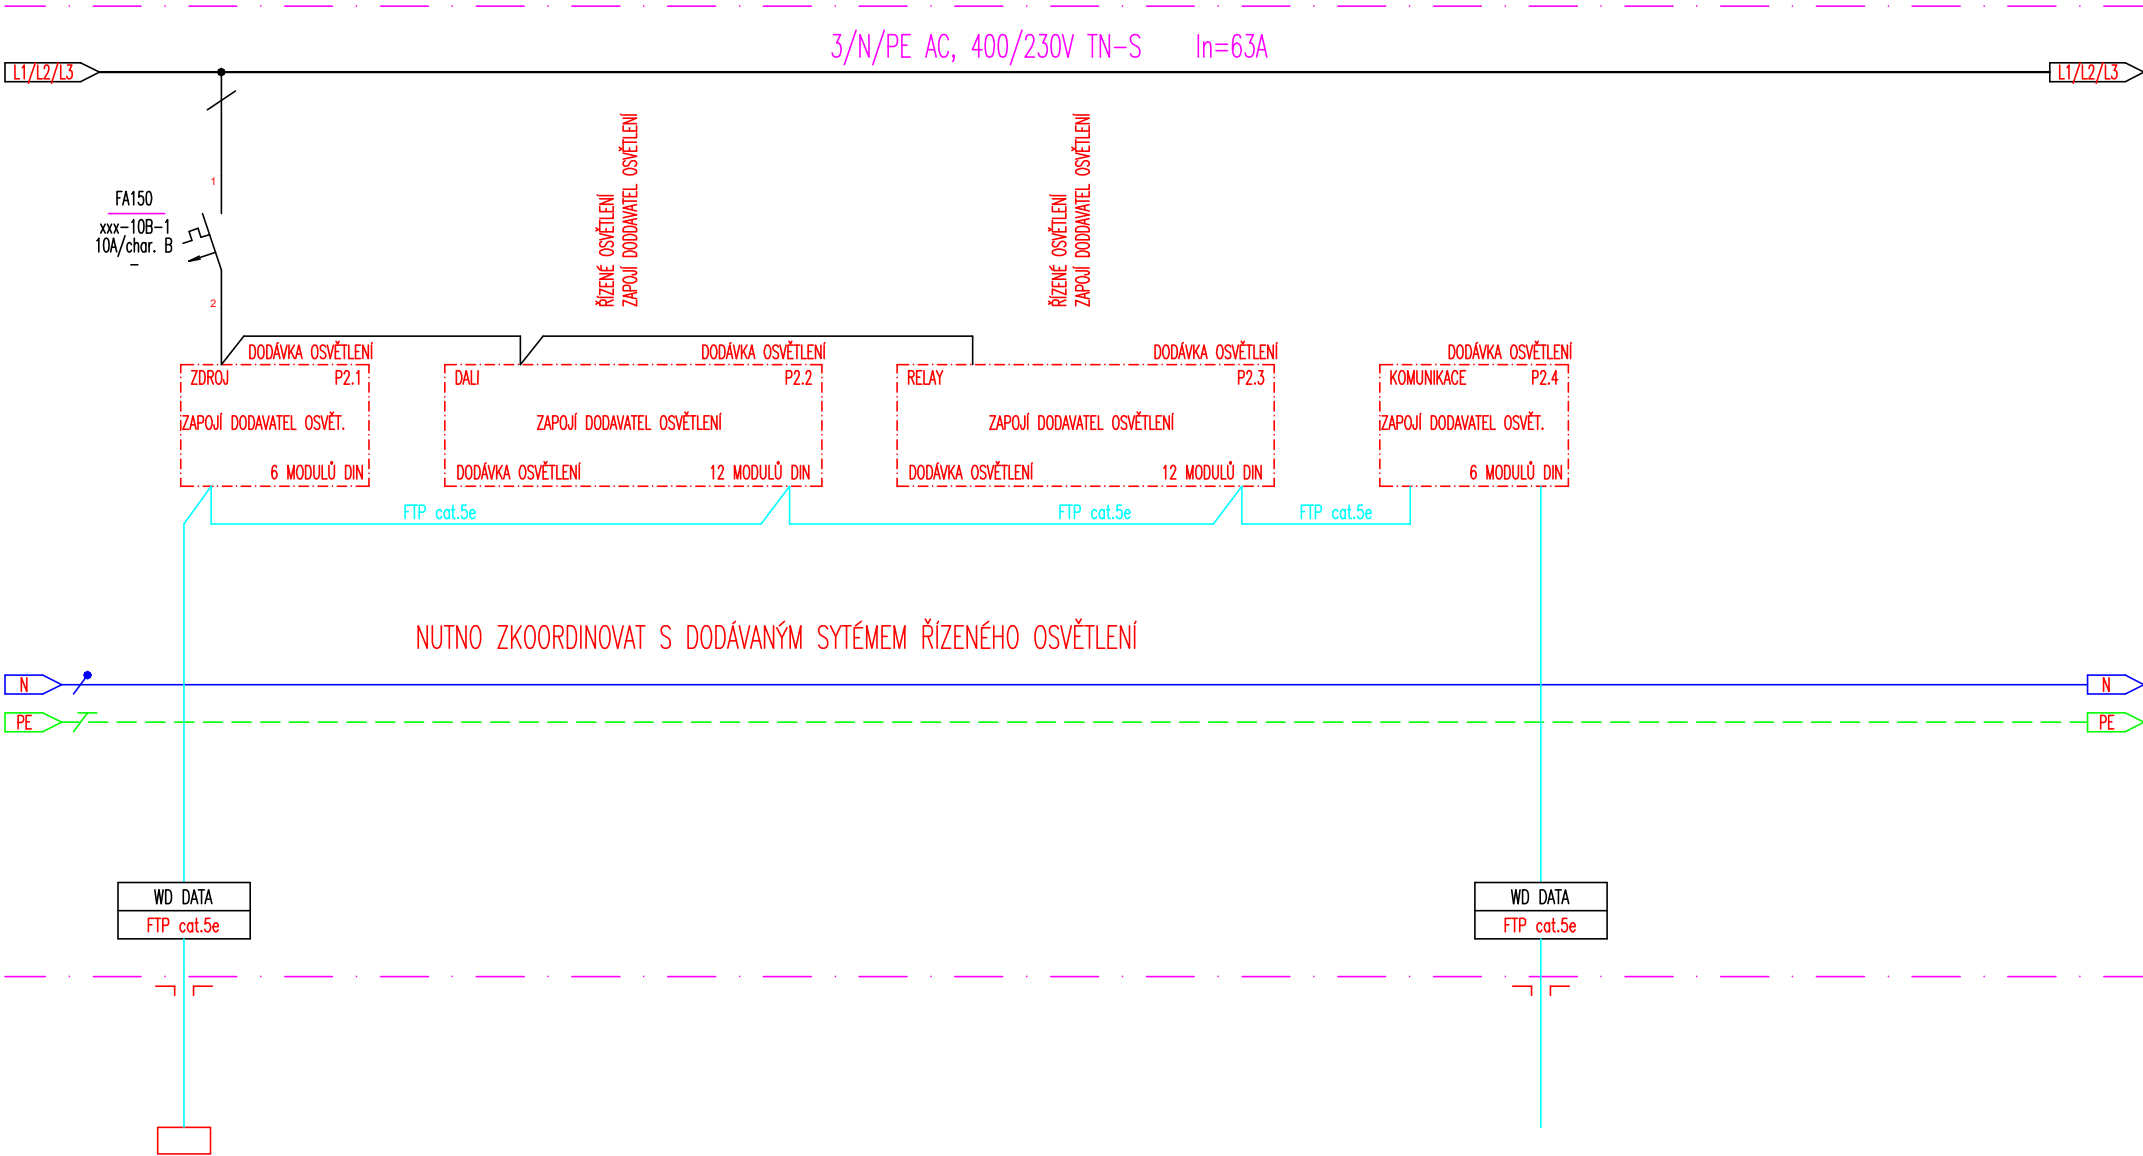 3/N/PE AC, 400/230V TN-S In=63A
L1/L2/L3
L1/L2/L3
1
FA150
xxx-10B-1
10A/char. B
-
2
ŘÍZENÉ OSVĚTLENÍ
ZAPOJÍ DODDAVATEL OSVĚTLENÍ
ŘÍZENÉ OSVĚTLENÍ
ZAPOJÍ DODDAVATEL OSVĚTLENÍ
DODÁVKA OSVĚTLENÍ
ZDROJ P2.1
ZAPOJÍ DODAVATEL OSVĚT.
6 MODULŮ DIN
DODÁVKA OSVĚTLENÍ
DALI P2.2
ZAPOJÍ DODAVATEL OSVĚTLENÍ
DODÁVKA OSVĚTLENÍ 12 MODULŮ DIN
DODÁVKA OSVĚTLENÍ
RELAY P2.3
ZAPOJÍ DODAVATEL OSVĚTLENÍ
DODÁVKA OSVĚTLENÍ 12 MODULŮ DIN
DODÁVKA OSVĚTLENÍ
KOMUNIKACE P2.4
ZAPOJÍ DODAVATEL OSVĚT.
6 MODULŮ DIN
FTP cat.5e
FTP cat.5e
FTP cat.5e
NUTNO ZKOORDINOVAT S DODÁVANÝM SYTÉMEM ŘÍZENÉHO OSVĚTLENÍ
N
N
PE
PE
WD DATA
FTP cat.5e
WD DATA
FTP cat.5e